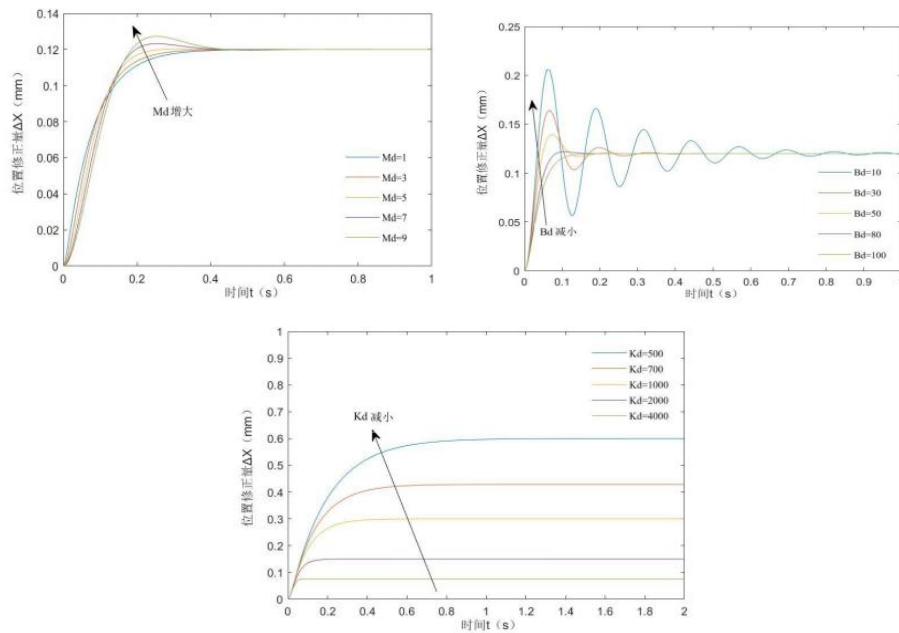 0.14
0.12
0.10
0.08
0.06
0.04
0.02
0
0
0.2
0.4
0.6
0.8
1
位置修正量ΔX（mm）
时间t（s）
Md 增大
Md=1
Md=3
Md=5
Md=7
Md=9
0.25
0.2
0.15
0.1
0.05
0
0
0.1
0.2
0.3
0.4
0.5
0.6
0.7
0.8
0.9
位置修正量ΔX（mm）
时间t（s）
Bd 减小
Bd=10
Bd=30
Bd=50
Bd=80
Bd=100
1
0.9
0.8
0.7
0.6
0.5
0.4
0.3
0.2
0.1
0
0
0.2
0.4
0.6
0.8
1
1.2
1.4
1.6
1.8
2
位置修正量ΔX（mm）
时间t（s）
Kd 减小
Kd=500
Kd=700
Kd=1000
Kd=2000
Kd=4000